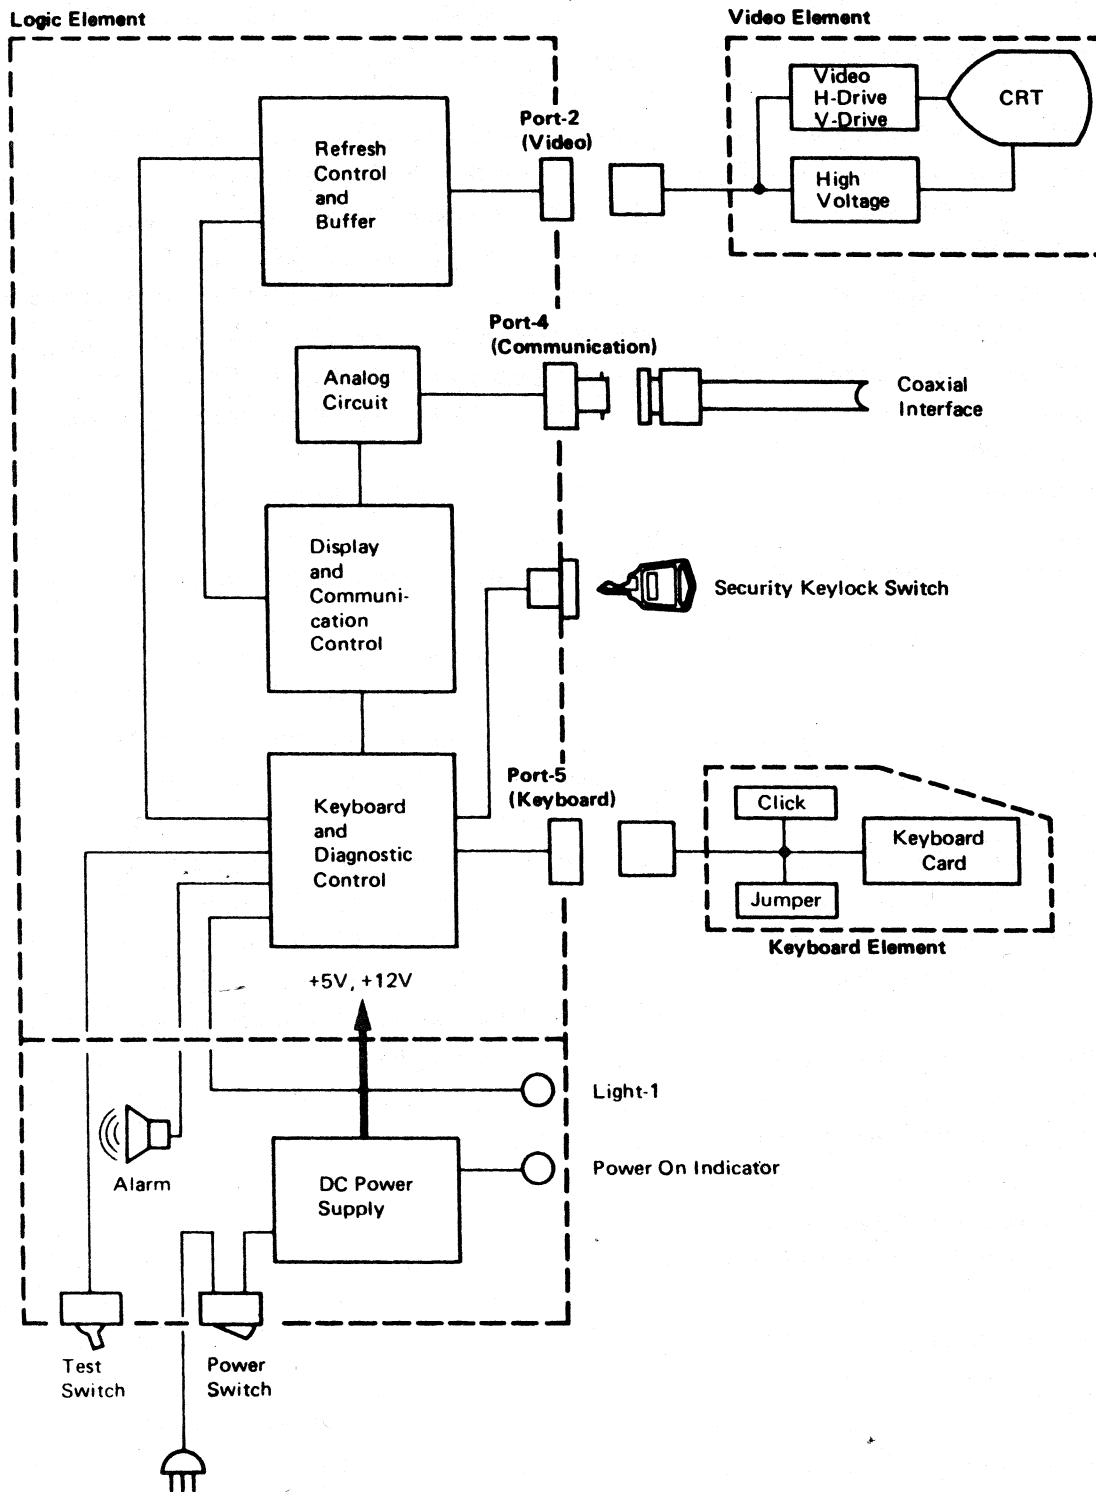 Logic Element
Video Element
Refresh
Control
and
Buffer
Port-2
(Video)
Video
H-Drive
V-Drive
CRT
High
Voltage
Port-4
(Communication)
Analog
Circuit
Coaxial
Interface
Display
and
Communi-
cation
Control
Security Keylock Switch
Keyboard
and
Diagnostic
Control
Port-5
(Keyboard)
Click
Keyboard
Card
Jumper
Keyboard Element
+5V, +12V
Light-1
Alarm
DC Power
Supply
Power On Indicator
Test
Switch
Power
Switch